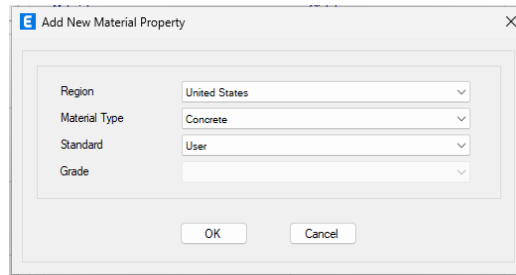 E Add New Material Property
Region United States
Material Type Concrete
Standard User
Grade
OK Cancel